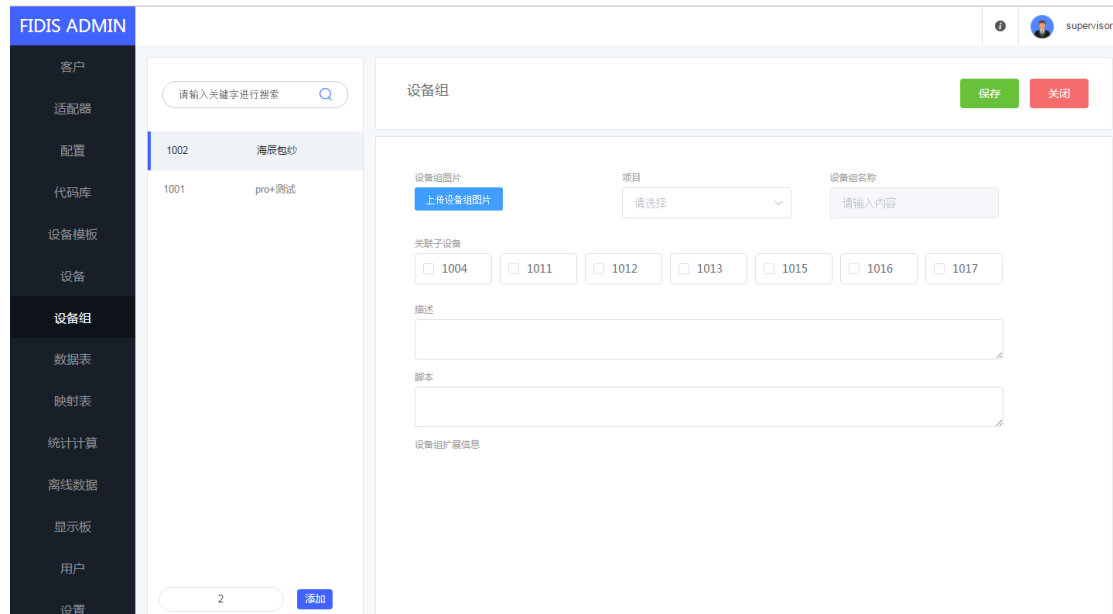 FIDIS ADMIN
supervisor
客户
适配器
配置
代码库
设备模板
设备
设备组
数据表
映射表
统计计算
离线数据
显示板
用户
设置
请输入关键字进行搜索
1002 海辰包纱
1001 pro+测试
2 添加
设备组
保存 关闭
设备组图片 项目 设备组名称
上传设备组图片 请选择 请输入内容
关联子设备
1004 1011 1012 1013 1015 1016 1017
描述
脚本
设备组扩展信息